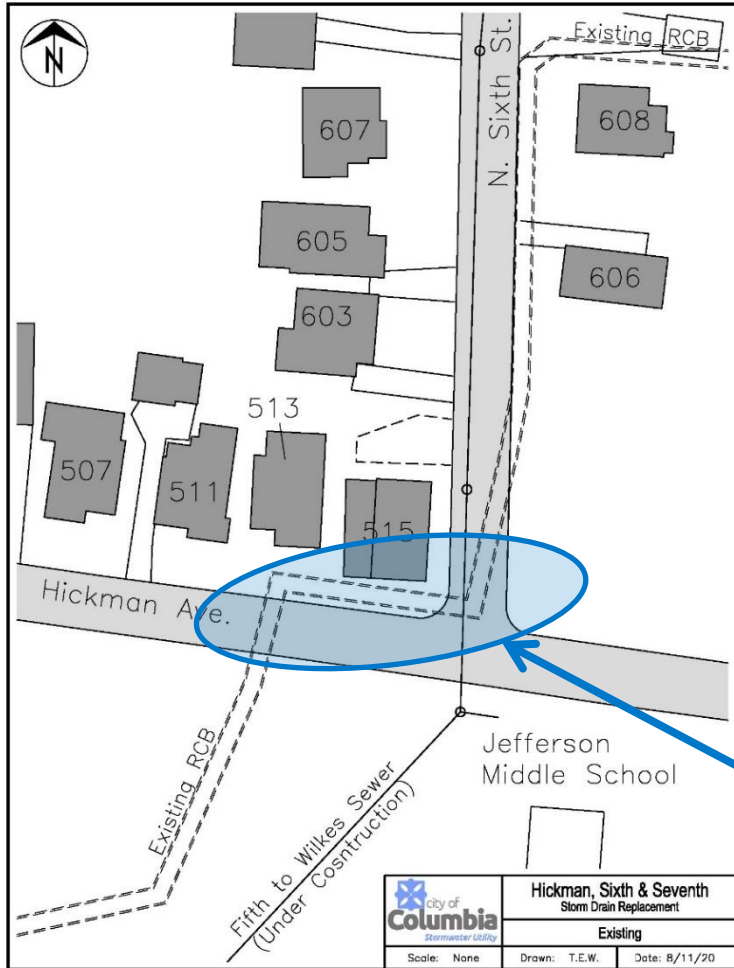 N
Existing RCB
N. Sixth St.
607
608
605
606
603
513
507
511
515
Hickman Ave.
Existing RCB
Jefferson
Middle School
Fifth to Wilkes Sewer
(Under Cosntruction)
city of
Columbia
Stormwater Utility
Hickman, Sixth & Seventh
Storm Drain Replacement
Existing
Scale: None
Drawn: T.E.W.
Date: 8/11/20